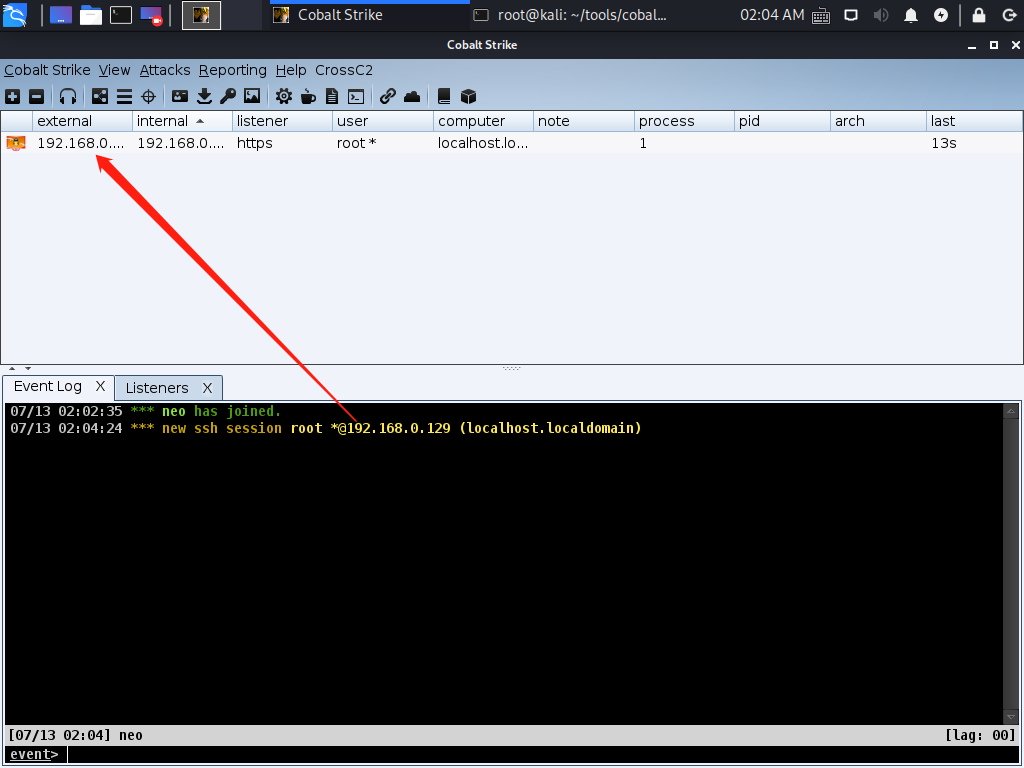 Cobalt Strike root@kali: ~/tools/cobal... 02:04 AM
Cobalt Strike
Cobalt Strike View Attacks Reporting Help CrossC2
external internal listener user computer note process pid arch last
192.168.0.... 192.168.0.... https root * localhost.lo... 1 13s
Event Log X Listeners X
07/13 02:02:35 *** neo has joined.
07/13 02:04:24 *** new ssh session root *@192.168.0.129 (localhost.localdomain)
[07/13 02:04] neo [lag: 00]
event>